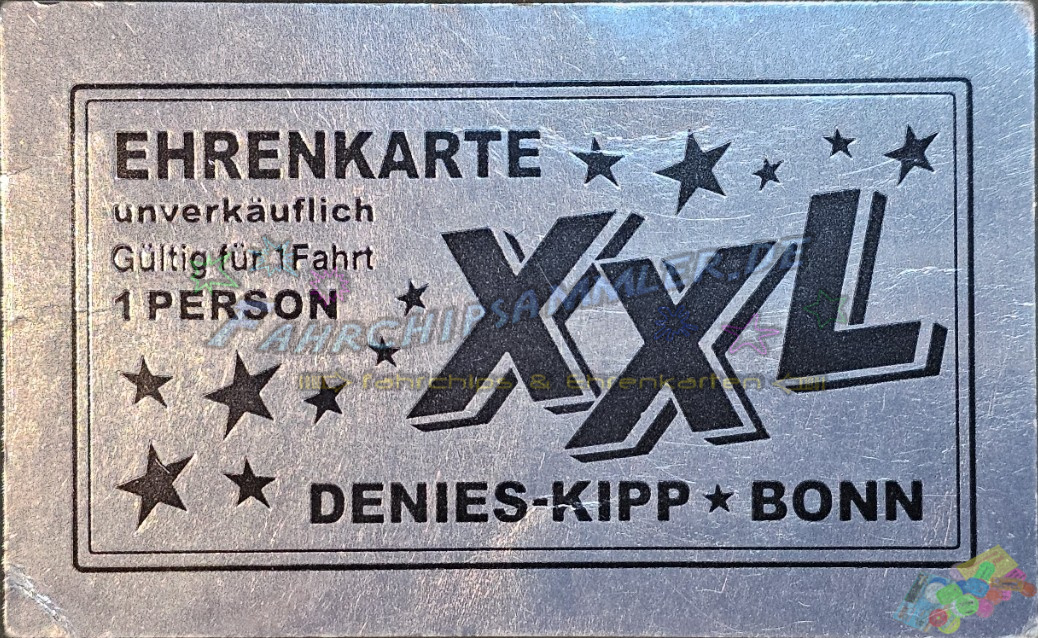 EHRENKARTE
unverkäuflich
Gültig für 1Fahrt
1 PERSON
XXL
FAHRCHIPSAMMLER.DE
fahrchips & Ehrenkarten
DENIES-KIPP ★ BONN